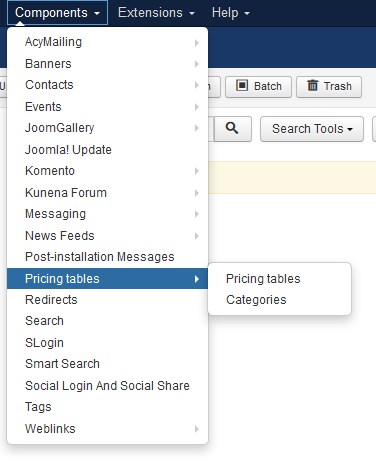 Components Extensions Help
AcyMailing
Banners
Contacts
Batch Trash
Events
JoomGallery
Search Tools
Joomla! Update
Komento
Kunena Forum
Messaging
News Feeds
Post-installation Messages
Pricing tables Pricing tables
Redirects Categories
Search
SLogin
Smart Search
Social Login And Social Share
Tags
Weblinks